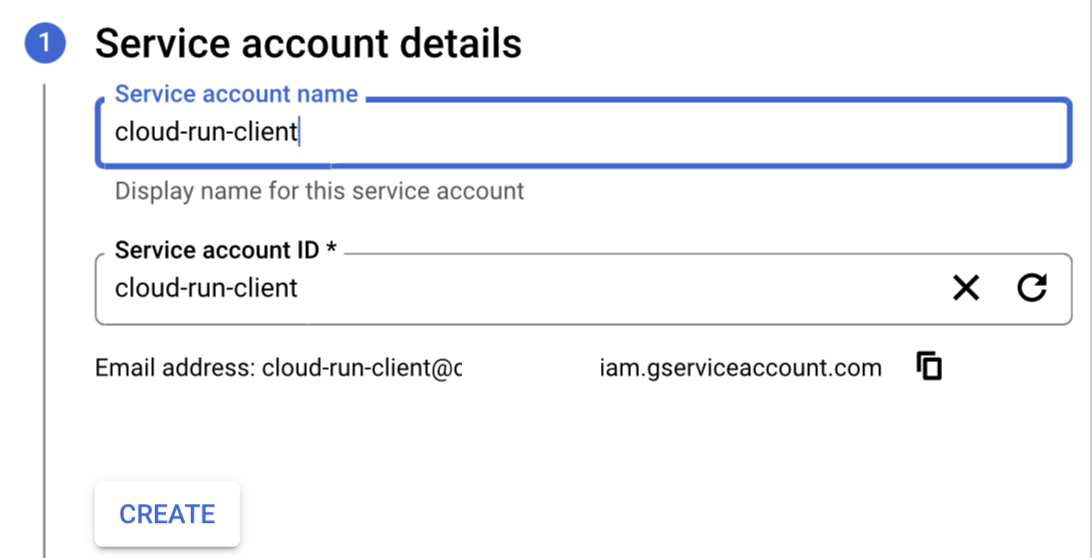 1 Service account details
Service account name
cloud-run-client
Display name for this service account
Service account ID *
cloud-run-client
Email address: cloud-run-client@c iam.gserviceaccount.com
CREATE